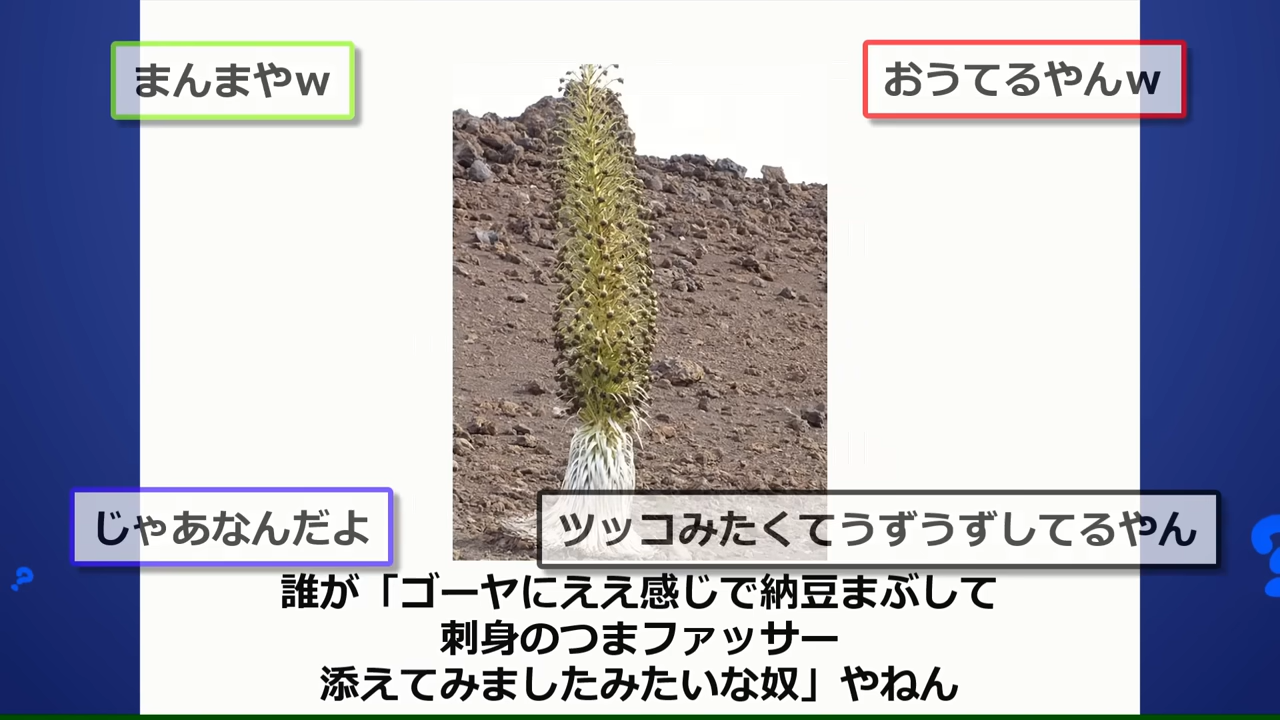 まんまやw
おうてるやんw
じゃあなんだよ
ツッコみたくてうずうずしてるやん
誰が「ゴーヤにええ感じで納豆まぶして
刺身のつまファッサー
添えてみましたみたいな奴」やねん
?
?